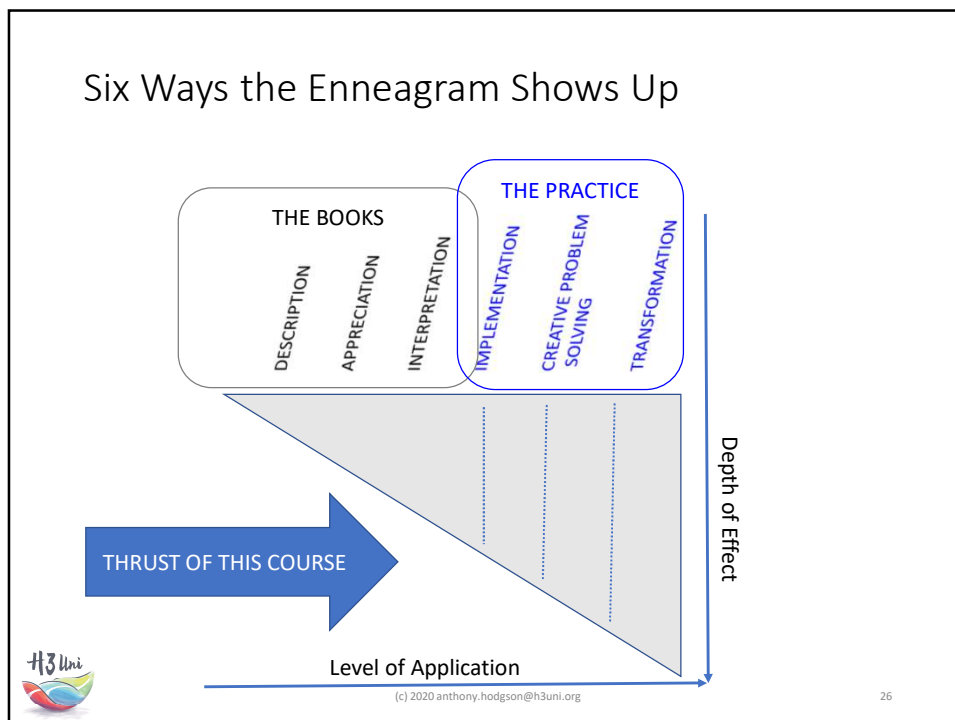 Six Ways the Enneagram Shows Up
THE BOOKS
DESCRIPTION
APPRECIATION
INTERPRETATION
THE PRACTICE
IMPLEMENTATION
CREATIVE PROBLEM
SOLVING
TRANSFORMATION
Depth of Effect
THRUST OF THIS COURSE
Level of Application
H3Uni
(c) 2020 anthony.hodgson@h3uni.org
26